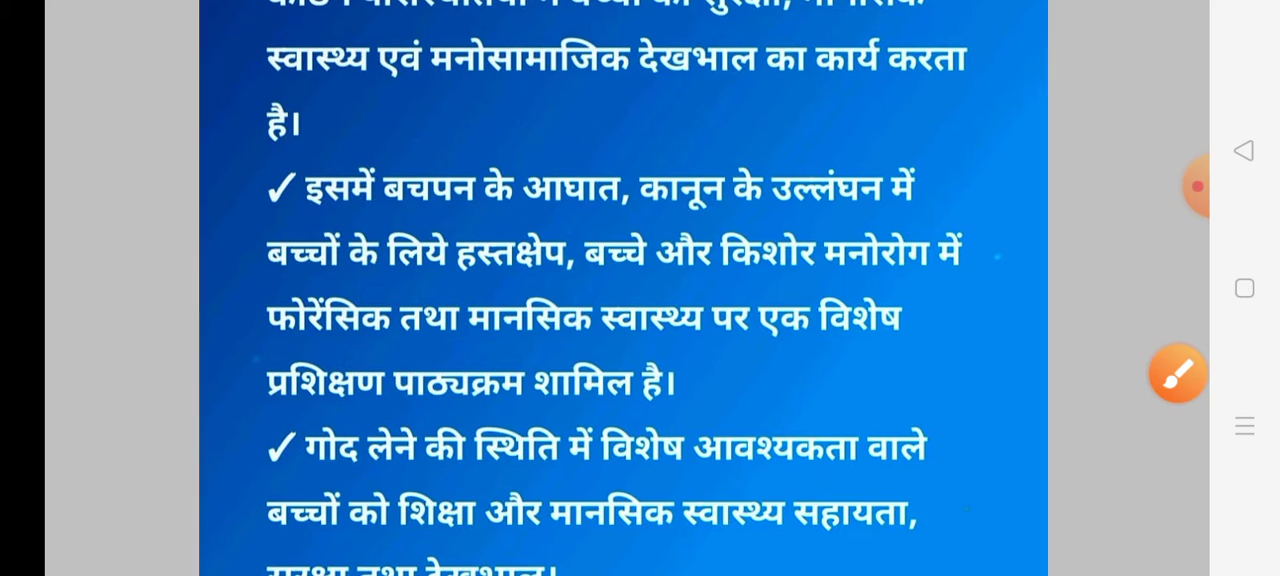 स्वास्थ्य एवं मनोसामाजिक देखभाल का कार्य करता
है।
✓ इसमें बचपन के आघात, कानून के उल्लंघन में
बच्चों के लिये हस्तक्षेप, बच्चे और किशोर मनोरोग में
फोरेंसिक तथा मानसिक स्वास्थ्य पर एक विशेष
प्रशिक्षण पाठ्यक्रम शामिल है।
✓ गोद लेने की स्थिति में विशेष आवश्यकता वाले
बच्चों को शिक्षा और मानसिक स्वास्थ्य सहायता,